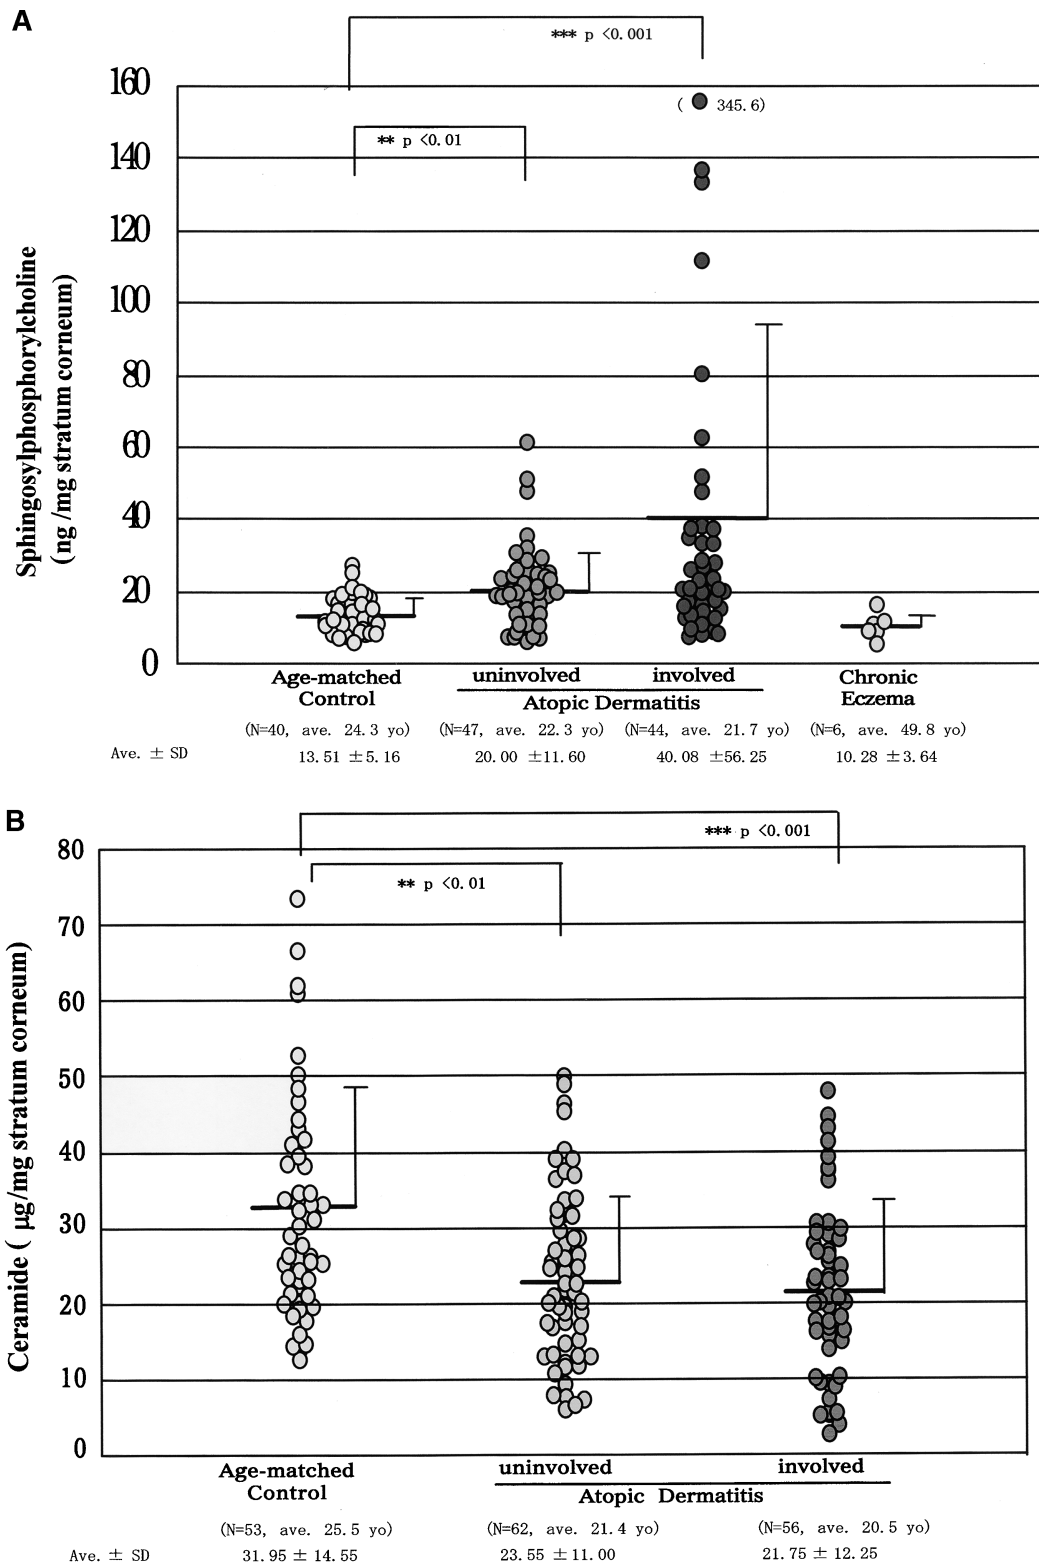 A
*** p <0.001
160
( 345.6)
** p <0.01
140
120
100
80
60
40
20
0
Sphingosylphosphorylcholine
(ng /mg stratum corneum)
Age-matched
Control
uninvolved
involved
Atopic Dermatitis
Chronic
Eczema
(N=40, ave. 24.3 yo)
(N=47, ave. 22.3 yo)
(N=44, ave. 21.7 yo)
(N=6, ave. 49.8 yo)
Ave. ± SD
13.51 ±5.16
20.00 ±11.60
40.08 ±56.25
10.28 ±3.64
B
*** p <0.001
** p <0.01
80
70
60
50
40
30
20
10
0
Ceramide ( μg/mg stratum corneum)
Age-matched
Control
uninvolved
involved
Atopic Dermatitis
(N=53, ave. 25.5 yo)
(N=62, ave. 21.4 yo)
(N=56, ave. 20.5 yo)
Ave. ± SD
31.95 ± 14.55
23.55 ± 11.00
21.75 ± 12.25